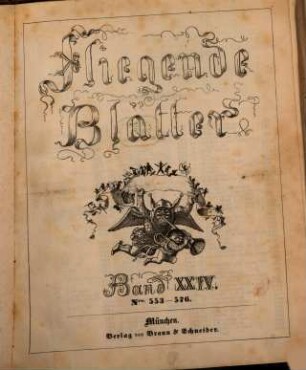 Fliegende
Blätter
Band XXIV.
Nro. 553—576.
München.
Verlag von Braun & Schneider.